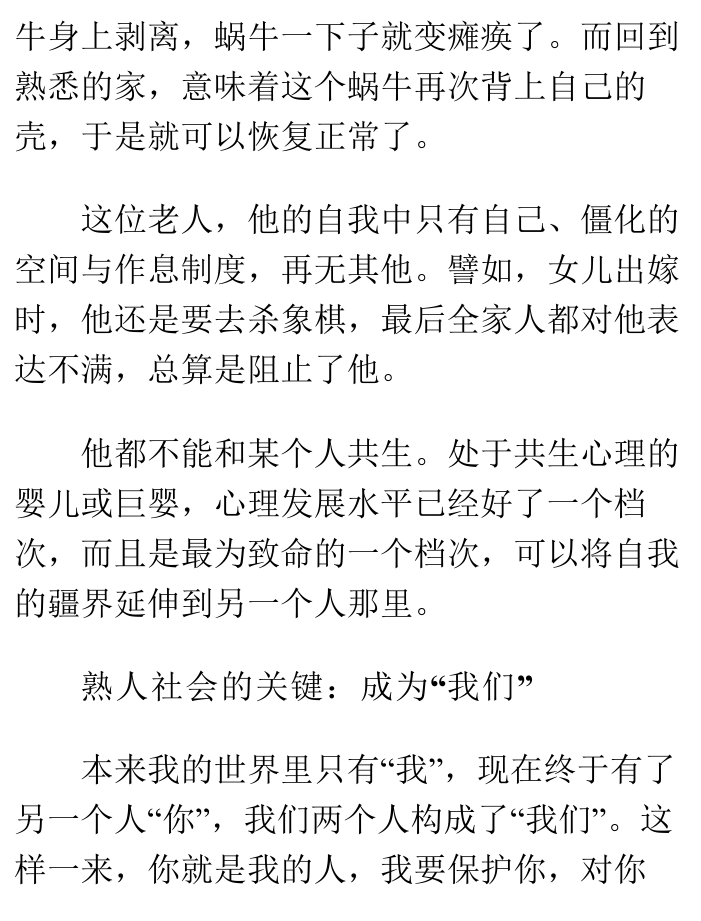 牛身上剥离，蜗牛一下子就变瘫痪了。而回到
熟悉的家，意味着这个蜗牛再次背上自己的
壳，于是就可以恢复正常了。
这位老人，他的自我中只有自己、僵化的
空间与作息制度，再无其他。譬如，女儿出嫁
时，他还是要去杀象棋，最后全家人都对他表
达不满，总算是阻止了他。
他都不能和某个人共生。处于共生心理的
婴儿或巨婴，心理发展水平已经好了一个档
次，而且是最为致命的一个档次，可以将自我
的疆界延伸到另一个人那里。
熟人社会的关键：成为“我们”
本来我的世界里只有“我”，现在终于有了
另一个人“你”，我们两个人构成了“我们”。这
样一来，你就是我的人，我要保护你，对你